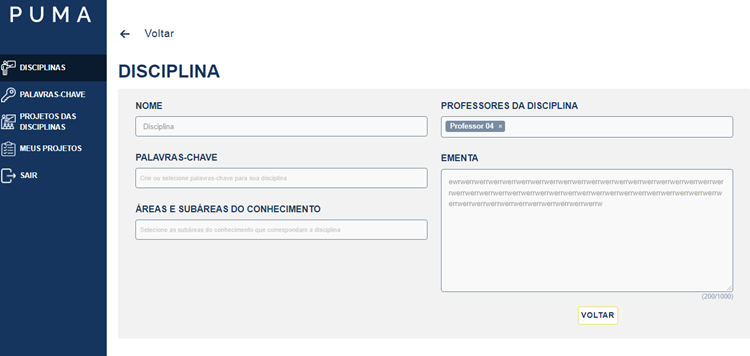 PUMA
DISCIPLINAS
PALAVRAS-CHAVE
PROJETOS DAS
DISCIPLINAS
MEUS PROJETOS
SAIR
Voltar
DISCIPLINA
NOME
Disciplina
PALAVRAS-CHAVE
Crie ou selecione palavras-chave para sua disciplina
ÁREAS E SUBÁREAS DO CONHECIMENTO
Selecione as subáreas do conhecimento que correspondam a disciplina
PROFESSORES DA DISCIPLINA
Professor 04 ×
EMENTA
(200/1000)
VOLTAR